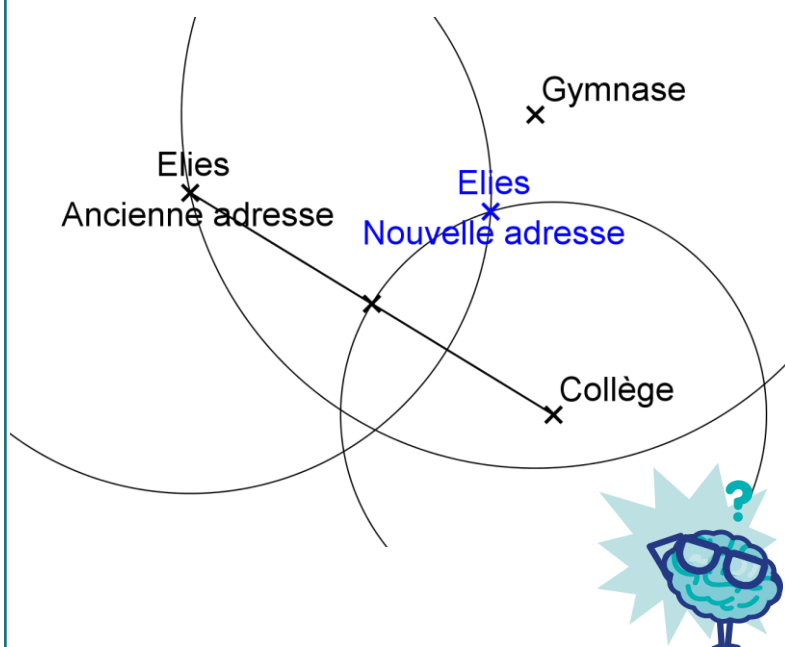 Gymnase
Elies
Ancienne adresse
Elies
Nouvelle adresse
Collège
?